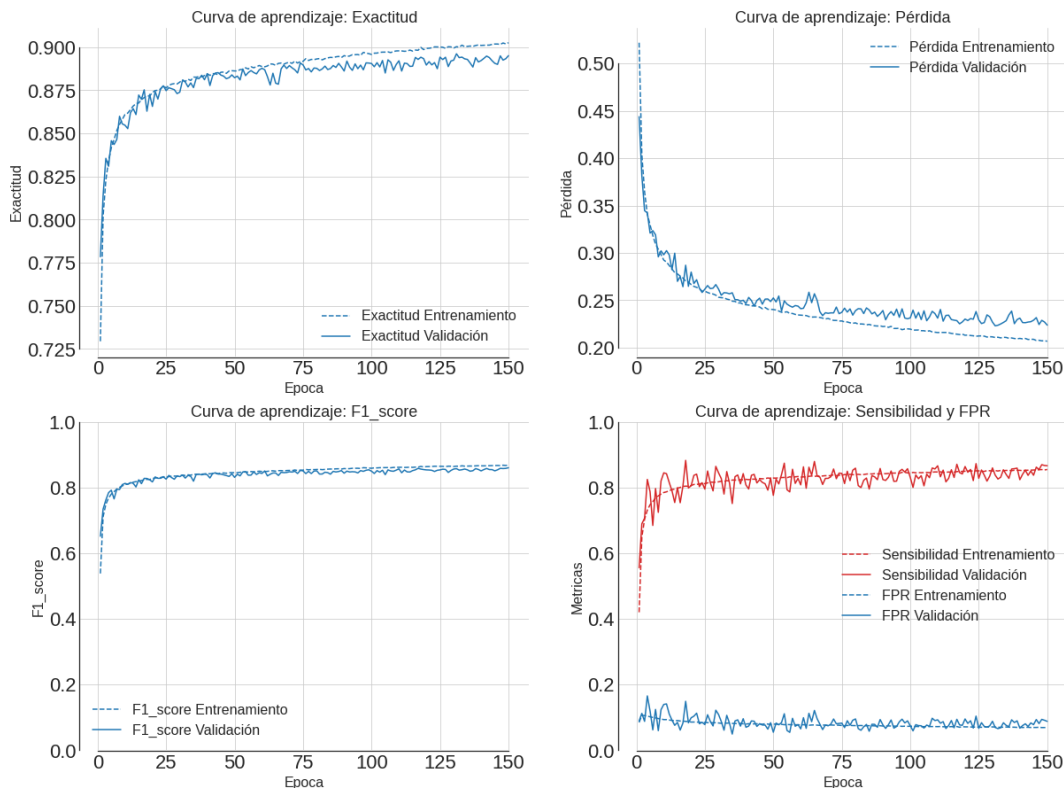 Curva de aprendizaje: Exactitud
0.900
0.875
0.850
0.825
0.800
0.775
0.750
0.725
Exactitud
Exactitud Entrenamiento
Exactitud Validación
0 25 50 75 100 125 150
Epoca
Curva de aprendizaje: Pérdida
Pérdida Entrenamiento
Pérdida Validación
0.50
0.45
0.40
0.35
0.30
0.25
0.20
Pérdida
0 25 50 75 100 125 150
Epoca
Curva de aprendizaje: F1_score
1.0
0.8
0.6
0.4
0.2
0.0
F1_score
F1_score Entrenamiento
F1_score Validación
0 25 50 75 100 125 150
Epoca
Curva de aprendizaje: Sensibilidad y FPR
1.0
0.8
0.6
0.4
0.2
0.0
Metricas
Sensibilidad Entrenamiento
Sensibilidad Validación
FPR Entrenamiento
FPR Validación
0 25 50 75 100 125 150
Epoca